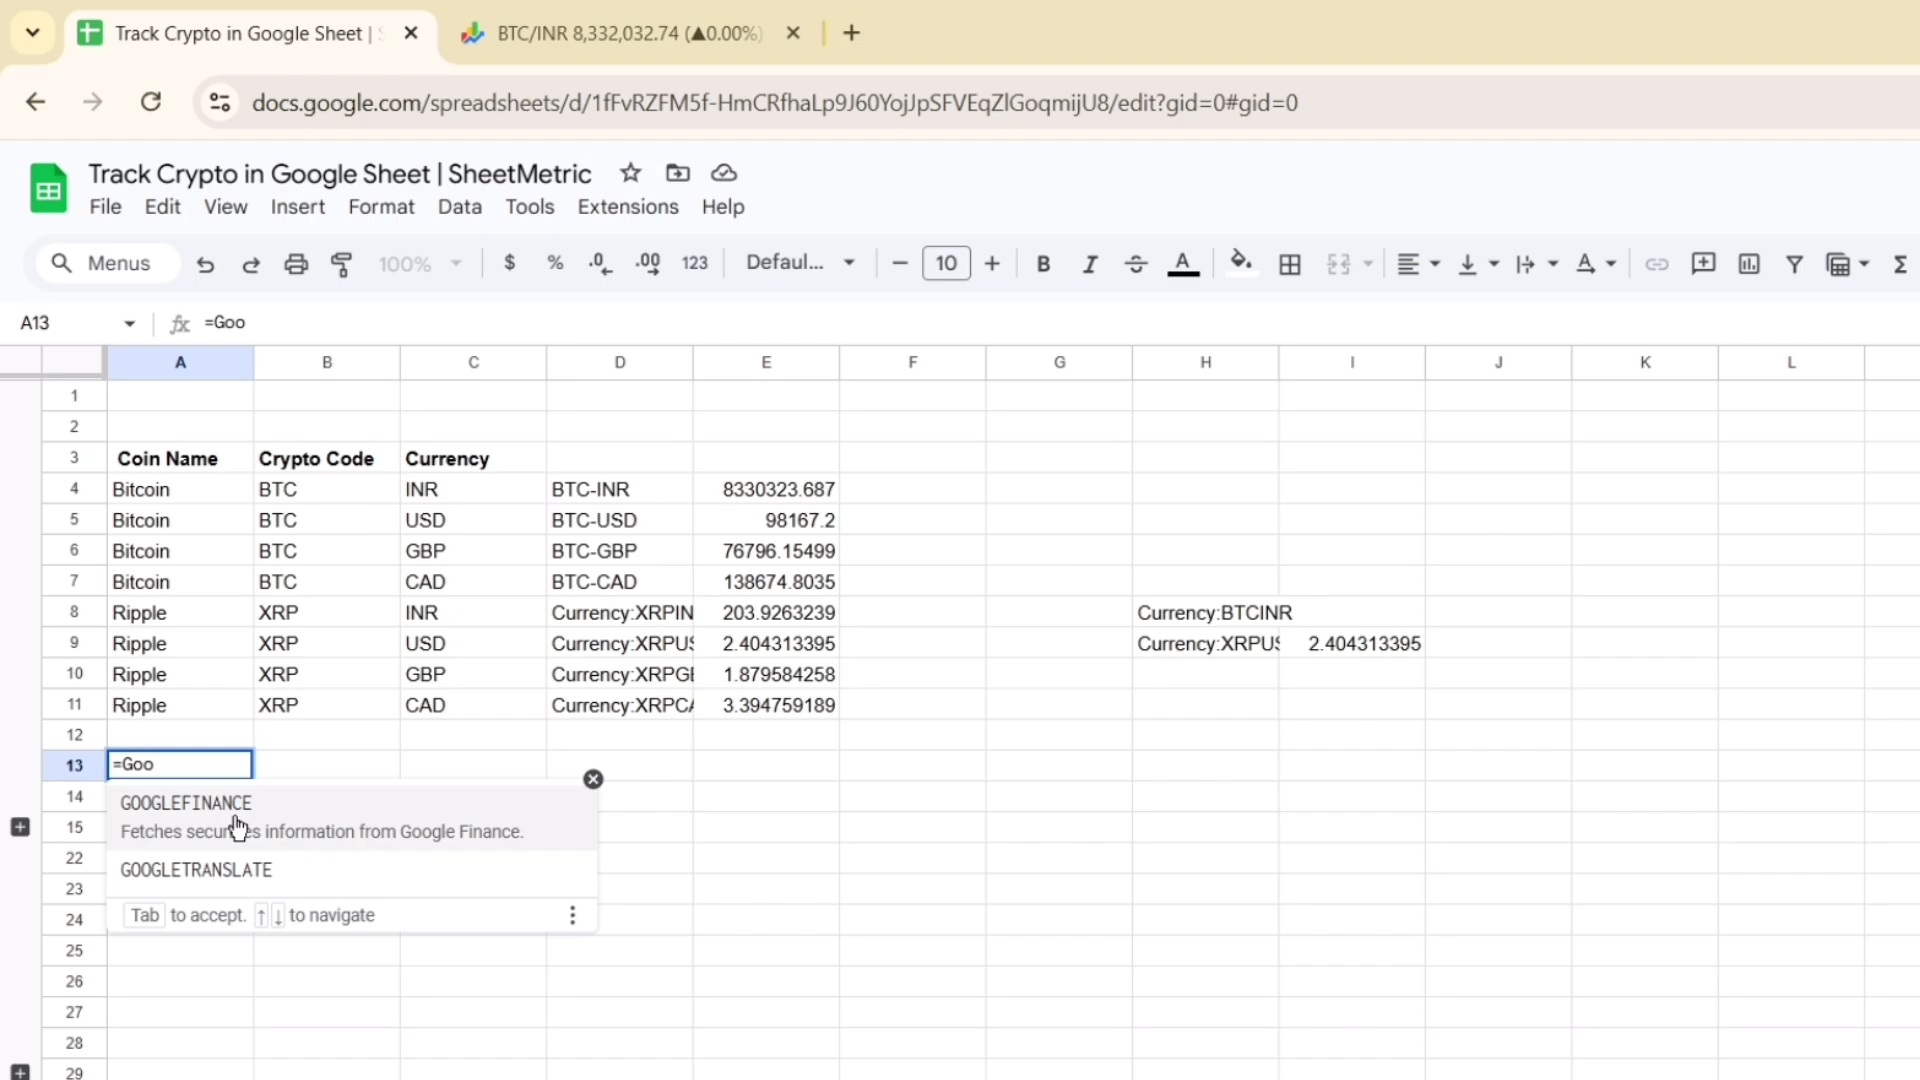 Track Crypto in Google Sheet |
BTC/INR 8,332,032.74 (▲0.00%)
docs.google.com/spreadsheets/d/1fFvRZFM5f-HmCRfhaLp9J60YojJpSFVEqZlGoqmijU8/edit?gid=0#gid=0
Track Crypto in Google Sheet | SheetMetric
File Edit View Insert Format Data Tools Extensions Help
Menus 100% $ % .0 .00 123 Defaul... 10 B I A Σ
A13 fx =Goo
A B C D E F G H I J K L
1
2
3 Coin Name Crypto Code Currency
4 Bitcoin BTC INR BTC-INR 8330323.687
5 Bitcoin BTC USD BTC-USD 98167.2
6 Bitcoin BTC GBP BTC-GBP 76796.15499
7 Bitcoin BTC CAD BTC-CAD 138674.8035
8 Ripple XRP INR Currency:XRPIN 203.9263239 Currency:BTCINR
9 Ripple XRP USD Currency:XRPUS 2.404313395 Currency:XRPUS 2.404313395
10 Ripple XRP GBP Currency:XRPGB 1.879584258
11 Ripple XRP CAD Currency:XRPCA 3.394759189
12
13 =Goo
14 GOOGLEFINANCE
15 Fetches securities information from Google Finance.
22 GOOGLETRANSLATE
23
24 Tab to accept. ↑ ↓ to navigate
25
26
27
28
29